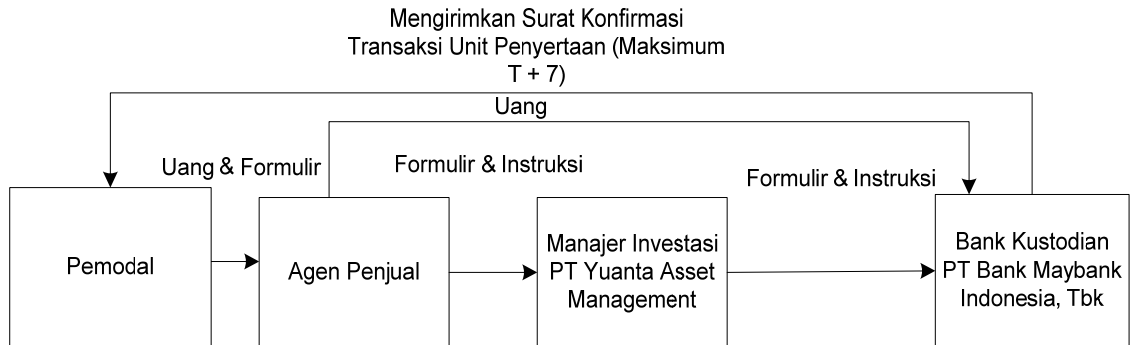 Mengirimkan Surat Konfirmasi
Transaksi Unit Penyertaan (Maksimum
T + 7)
Uang
Uang & Formulir
Formulir & Instruksi
Formulir & Instruksi
Pemodal
Agen Penjual
Manajer Investasi
PT Yuanta Asset
Management
Bank Kustodian
PT Bank Maybank
Indonesia, Tbk